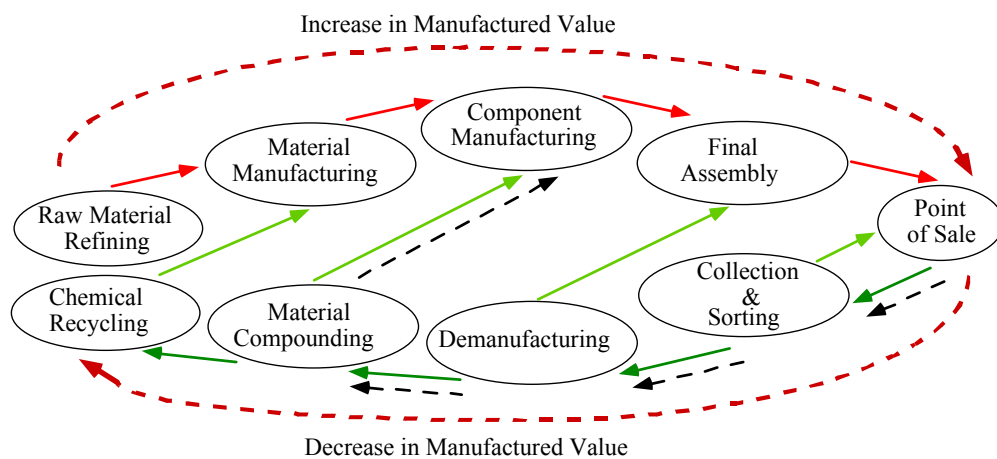 Increase in Manufactured Value
Component
Manufacturing
Material
Manufacturing
Final
Assembly
Raw Material
Refining
Point
of Sale
Chemical
Recycling
Material
Compounding
Demanufacturing
Collection
&
Sorting
Decrease in Manufactured Value